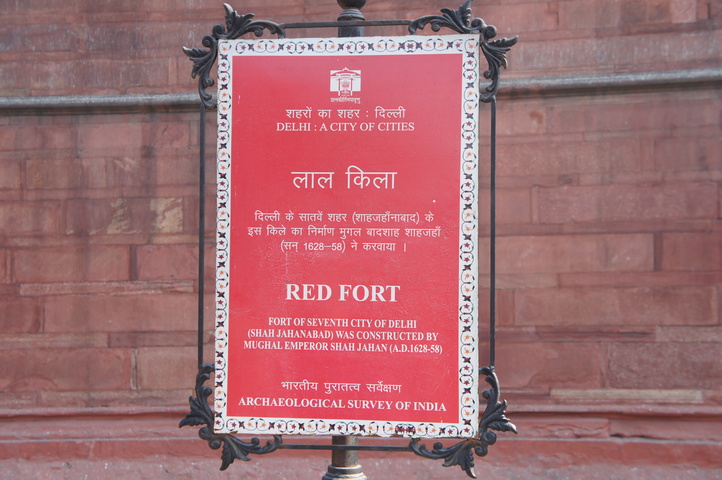 शहरों का शहर : दिल्ली
DELHI : A CITY OF CITIES
लाल किला
दिल्ली के सातवें शहर (शाहजहाँनाबाद) के
इस किले का निर्माण मुगल बादशाह शाहजहाँ
(सन् 1628–58) ने करवाया ।
RED FORT
FORT OF SEVENTH CITY OF DELHI
(SHAH JAHANABAD) WAS CONSTRUCTED BY
MUGHAL EMPEROR SHAH JAHAN (A.D.1628-58)
भारतीय पुरातत्व सर्वेक्षण
ARCHAEOLOGICAL SURVEY OF INDIA